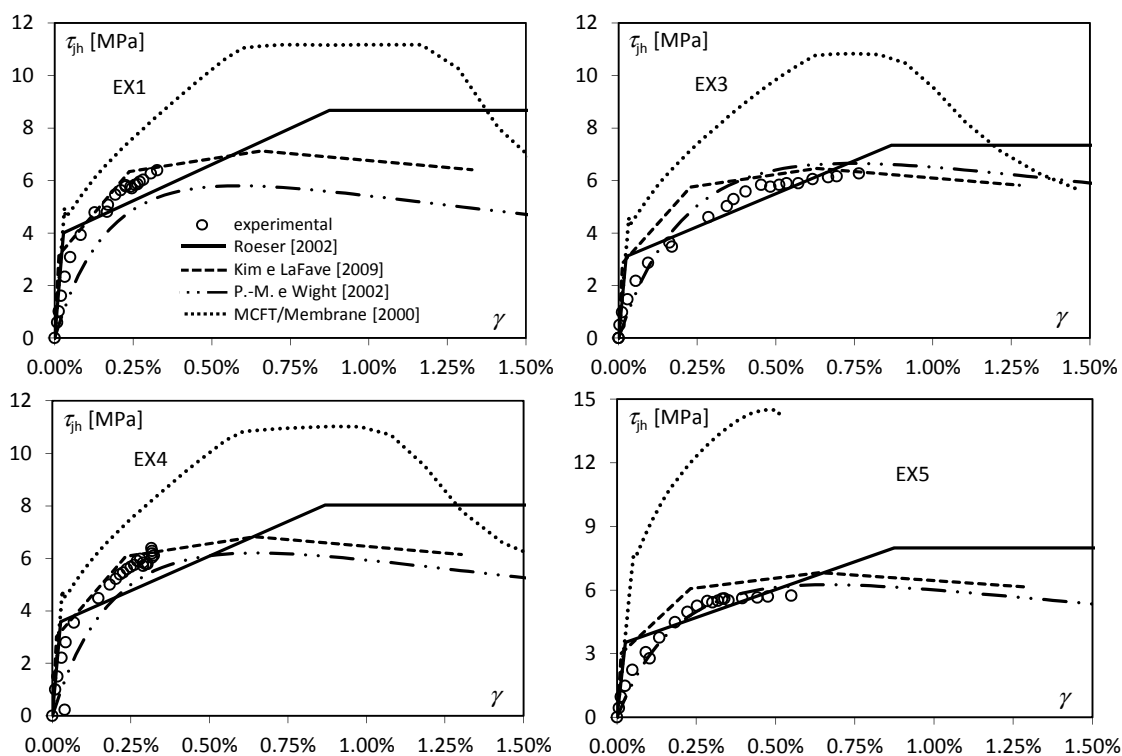 12
10
8
6
4
2
0
τjh [MPa]
EX1
experimental
Roeser [2002]
Kim e LaFave [2009]
P.-M. e Wight [2002]
MCFT/Membrane [2000]
γ
0.00% 0.25% 0.50% 0.75% 1.00% 1.25% 1.50%
12
10
8
6
4
2
0
τjh [MPa]
EX3
γ
0.00% 0.25% 0.50% 0.75% 1.00% 1.25% 1.50%
12
10
8
6
4
2
0
τjh [MPa]
EX4
γ
0.00% 0.25% 0.50% 0.75% 1.00% 1.25% 1.50%
15
12
9
6
3
0
τjh [MPa]
EX5
γ
0.00% 0.25% 0.50% 0.75% 1.00% 1.25% 1.50%